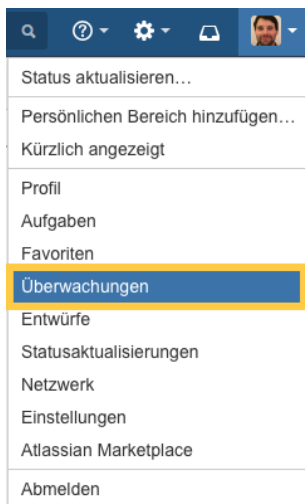 Status aktualisieren…
Persönlichen Bereich hinzufügen…
Kürzlich angezeigt
Profil
Aufgaben
Favoriten
Überwachungen
Entwürfe
Statusaktualisierungen
Netzwerk
Einstellungen
Atlassian Marketplace
Abmelden